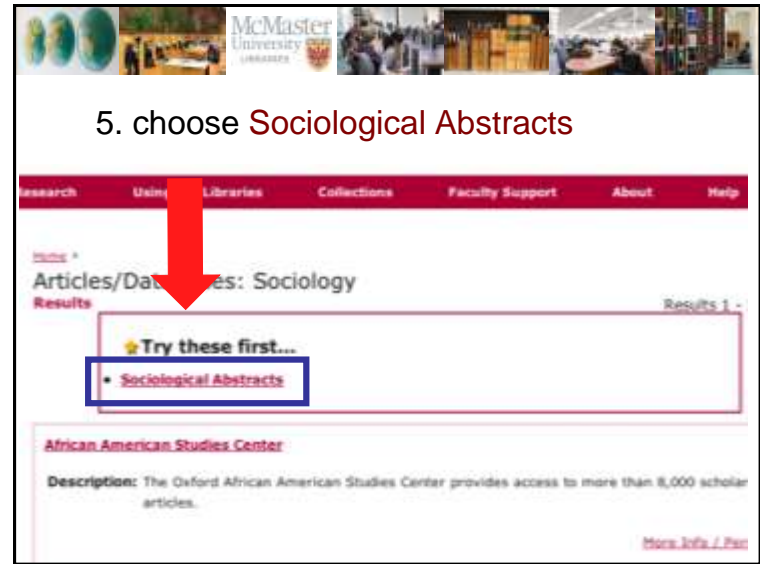 McMaster
University
LIBRARIES
5. choose Sociological Abstracts
Research Using Libraries Collections Faculty Support About Help
Home
Articles/Dat es: Sociology
Results
Results 1 -
Try these first...
• Sociological Abstracts
African American Studies Center
Description: The Oxford African American Studies Center provides access to more than 8,000 scholar
articles.
More Info / Per